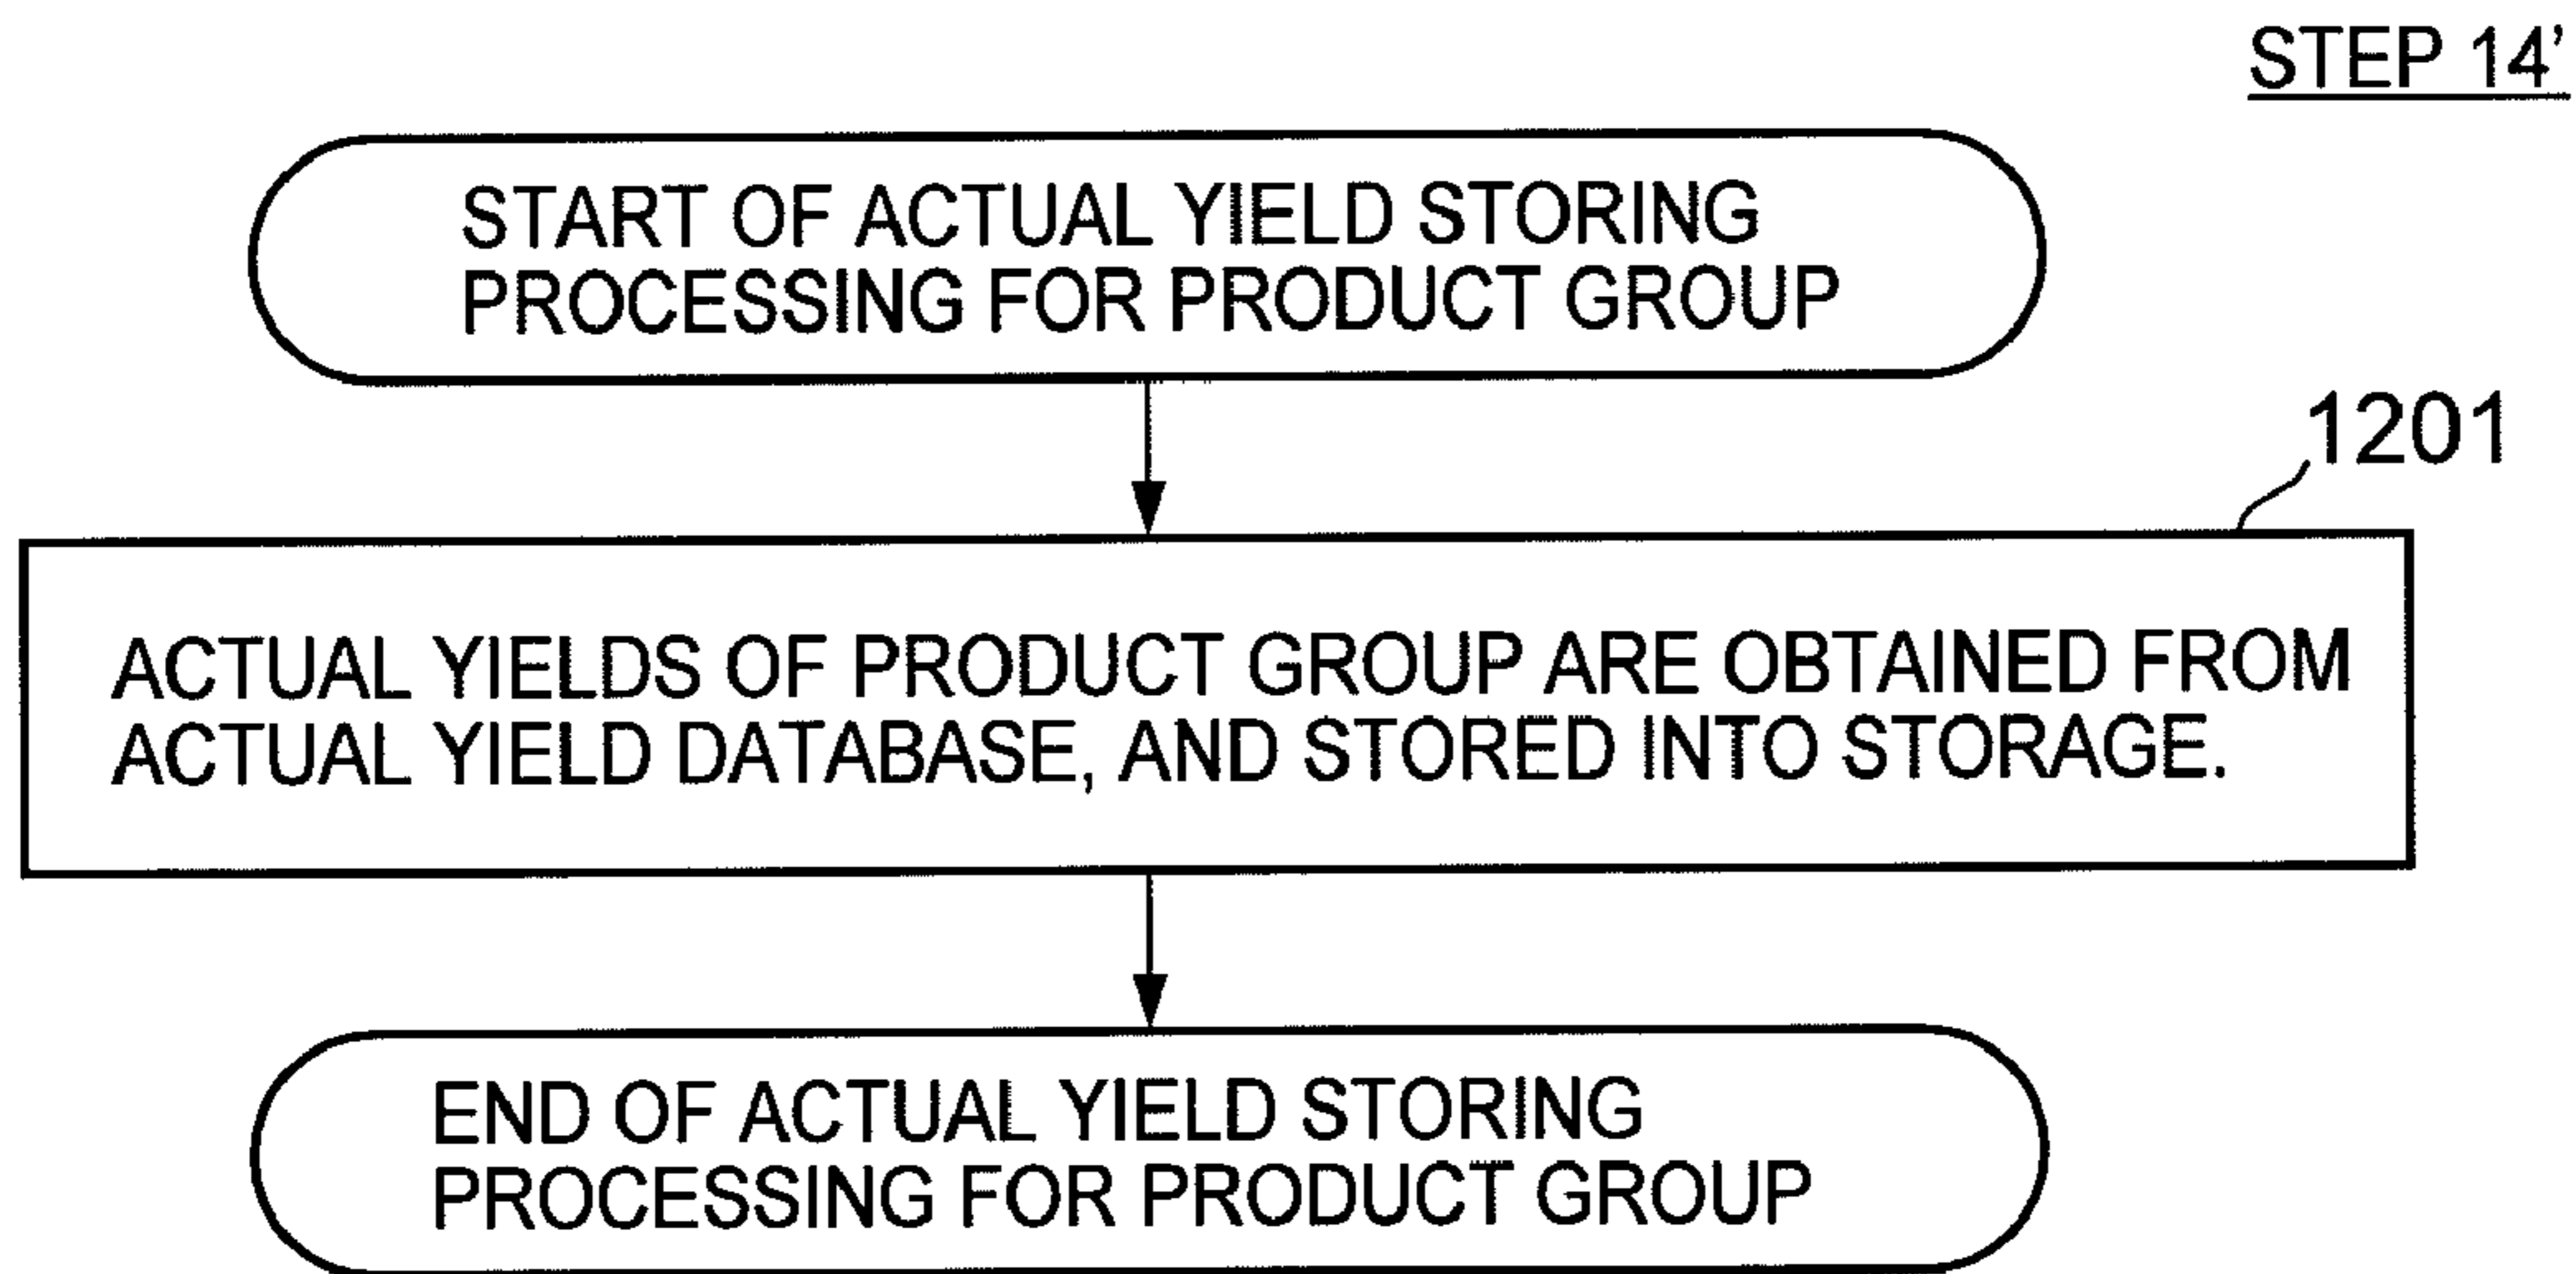 STEP 14'
START OF ACTUAL YIELD STORING
PROCESSING FOR PRODUCT GROUP
1201
ACTUAL YIELDS OF PRODUCT GROUP ARE OBTAINED FROM
ACTUAL YIELD DATABASE, AND STORED INTO STORAGE.
END OF ACTUAL YIELD STORING
PROCESSING FOR PRODUCT GROUP